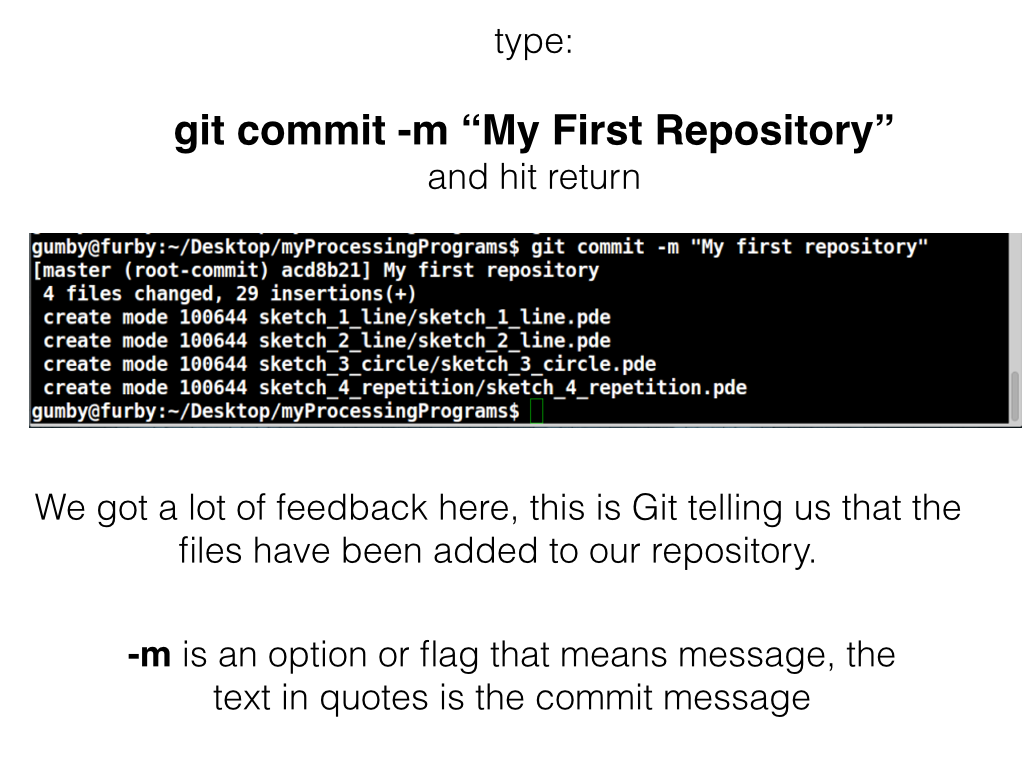 type:
git commit -m “My First Repository”
and hit return
gumby@furby:~/Desktop/myProcessingPrograms$ git commit -m "My first repository"
[master (root-commit) acd8b21] My first repository
 4 files changed, 29 insertions(+)
 create mode 100644 sketch_1_line/sketch_1_line.pde
 create mode 100644 sketch_2_line/sketch_2_line.pde
 create mode 100644 sketch_3_circle/sketch_3_circle.pde
 create mode 100644 sketch_4_repetition/sketch_4_repetition.pde
gumby@furby:~/Desktop/myProcessingPrograms$
We got a lot of feedback here, this is Git telling us that the
files have been added to our repository.
-m is an option or flag that means message, the
text in quotes is the commit message